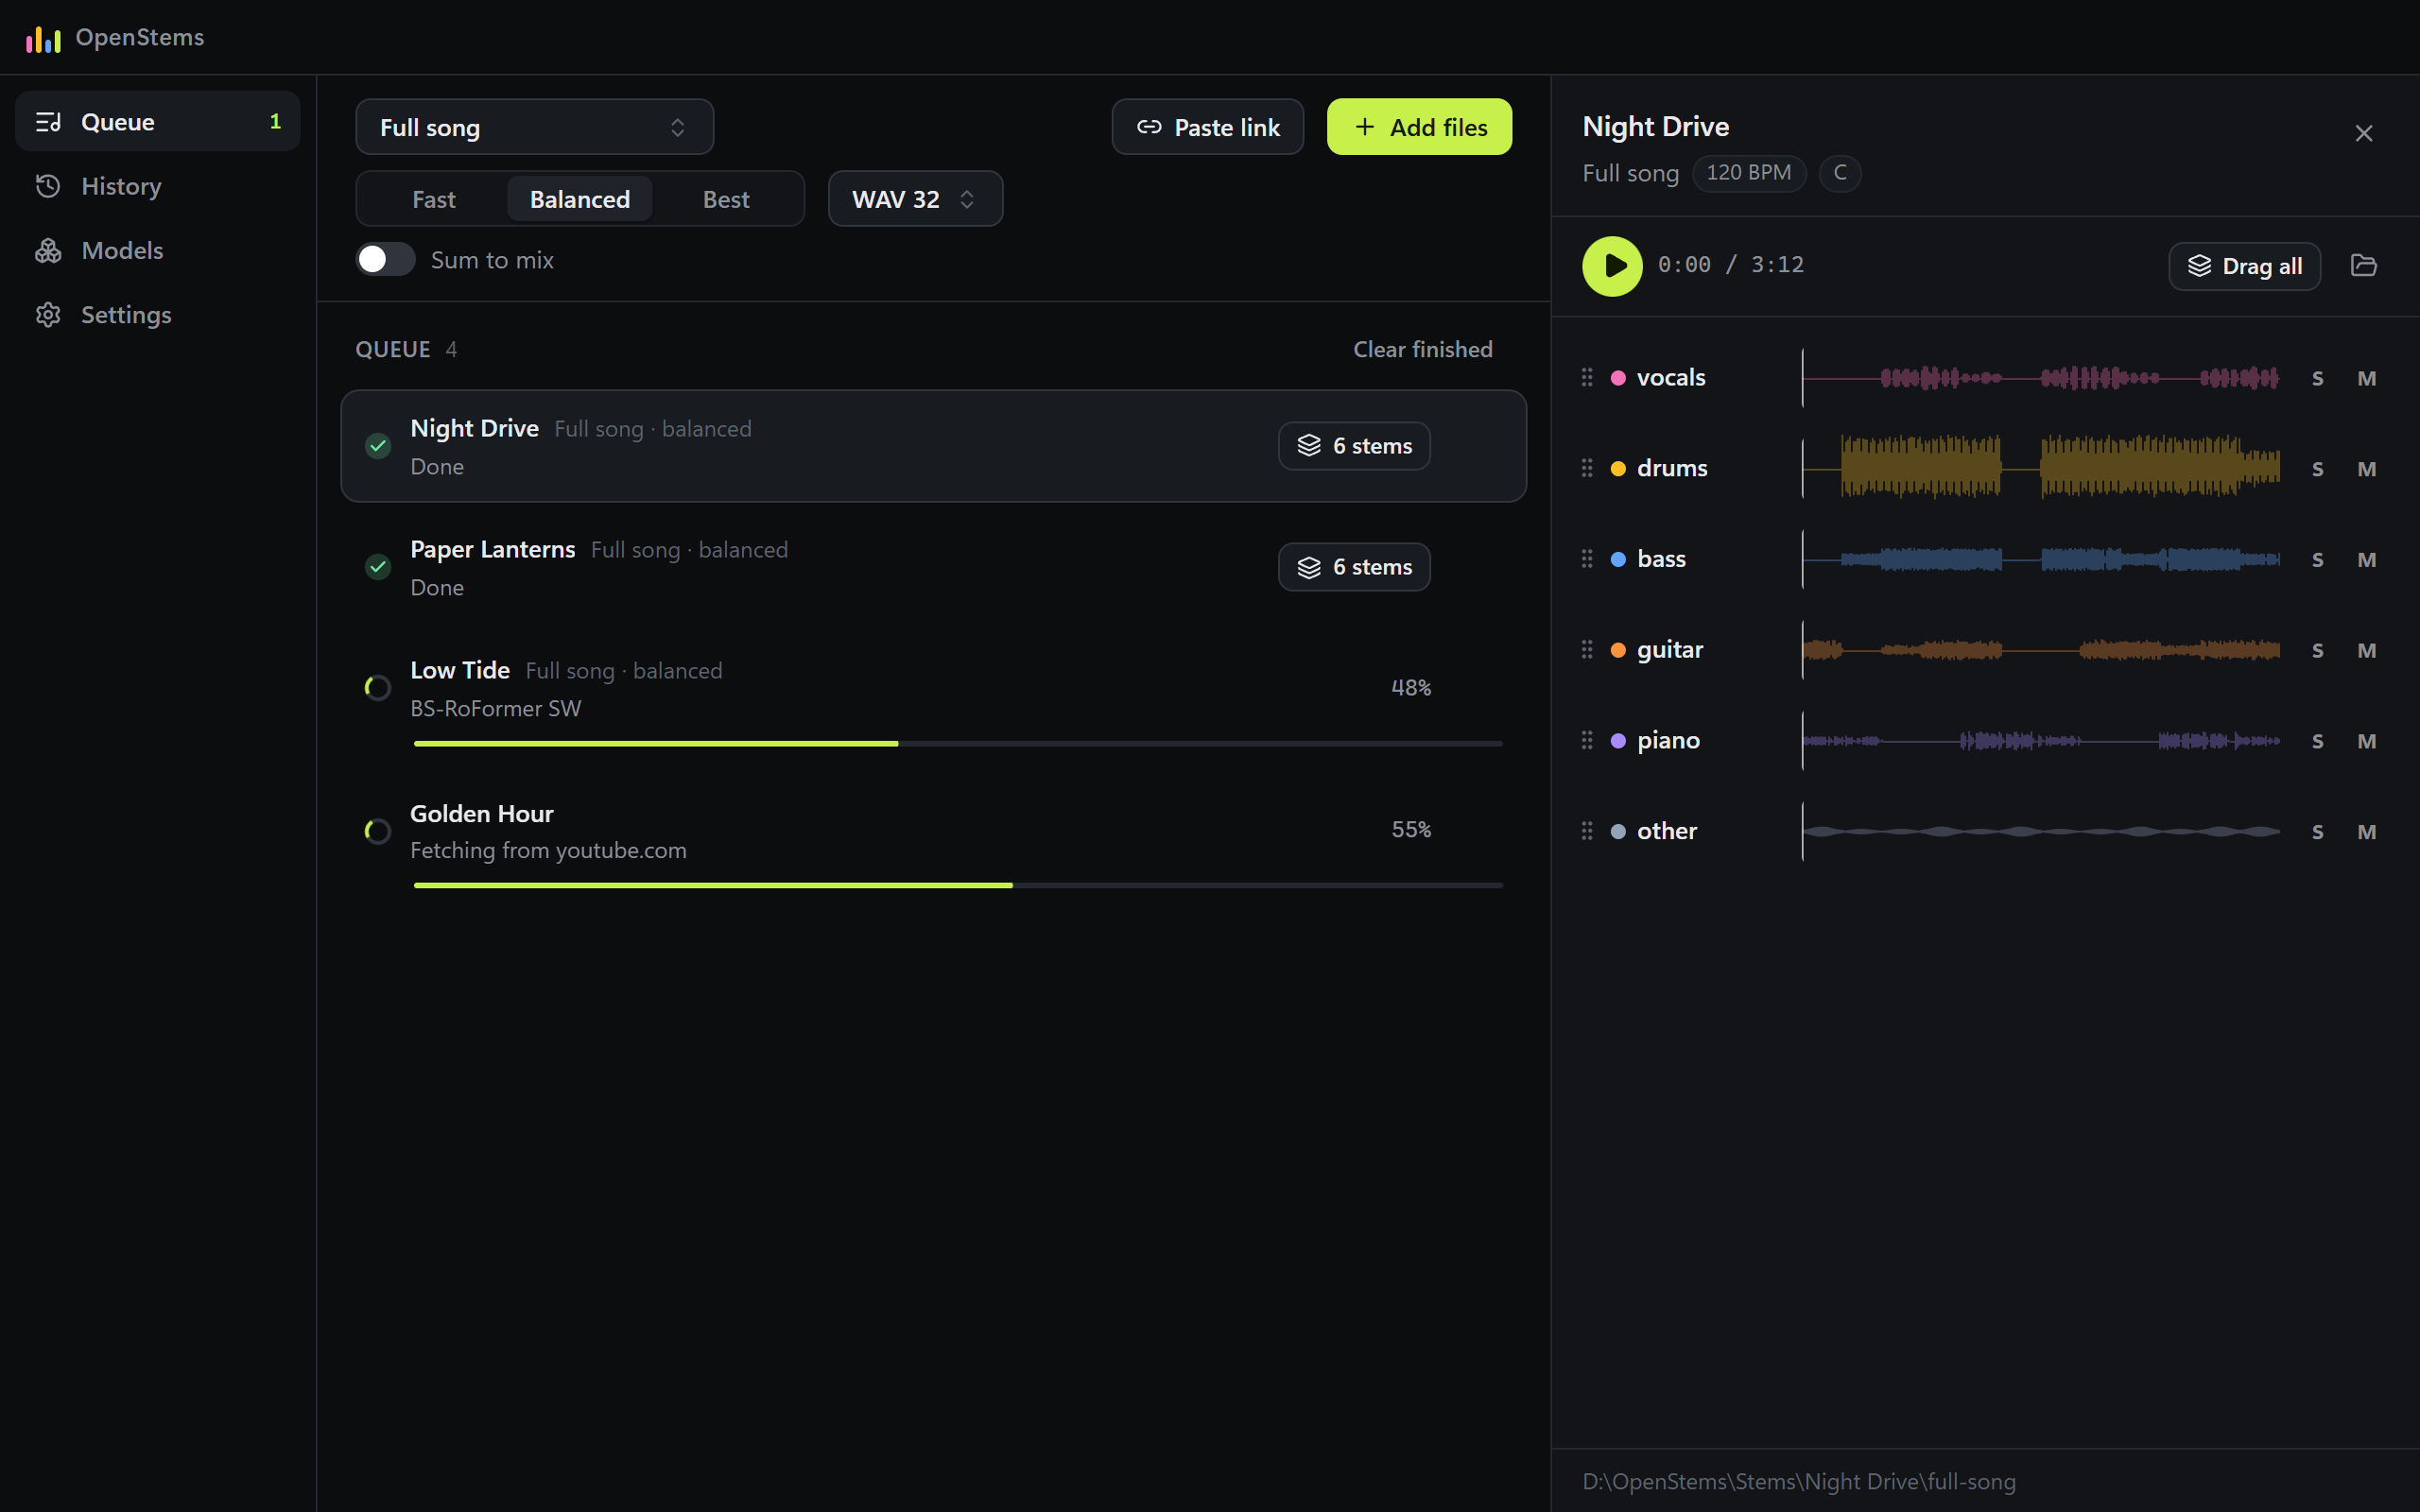 OpenStems
Queue 1
History
Models
Settings
Full song
Paste link
Add files
Fast Balanced Best
WAV 32
Sum to mix
QUEUE 4
Clear finished
Night Drive Full song · balanced
Done
6 stems
Paper Lanterns Full song · balanced
Done
6 stems
Low Tide Full song · balanced
BS-RoFormer SW
48%
Golden Hour
Fetching from youtube.com
55%
Night Drive
Full song 120 BPM C
0:00 / 3:12
Drag all
vocals S M
drums S M
bass S M
guitar S M
piano S M
other S M
D:\OpenStems\Stems\Night Drive\full-song